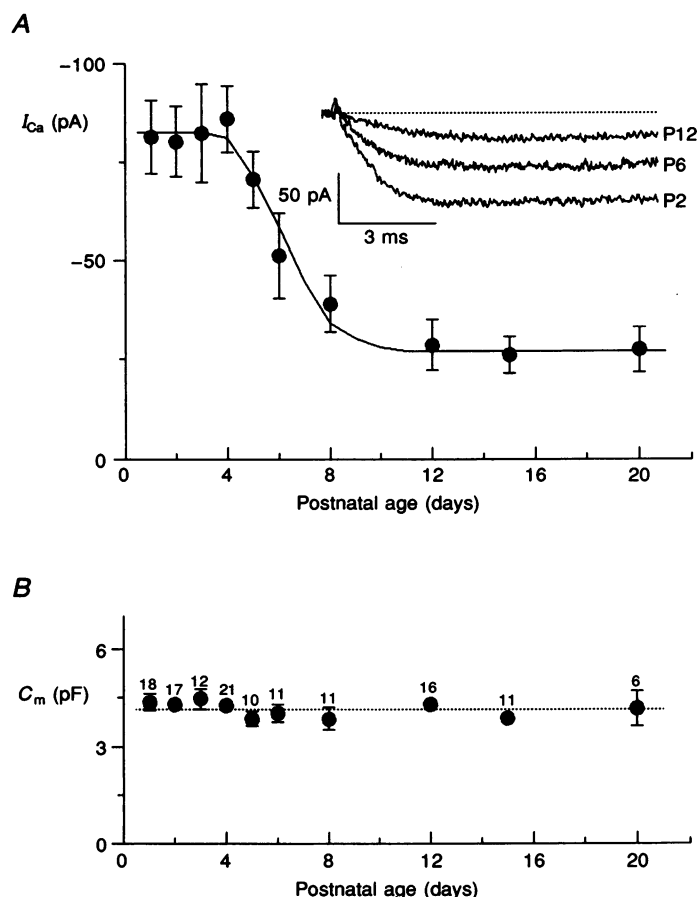 A
-100
I_Ca (pA)
P12
P6
50 pA
P2
3 ms
-50
0
0 4 8 12 16 20
Postnatal age (days)
B
6
C_m (pF)
18 17 12 21 10 11 11 16 11 6
3
0
0 4 8 12 16 20
Postnatal age (days)